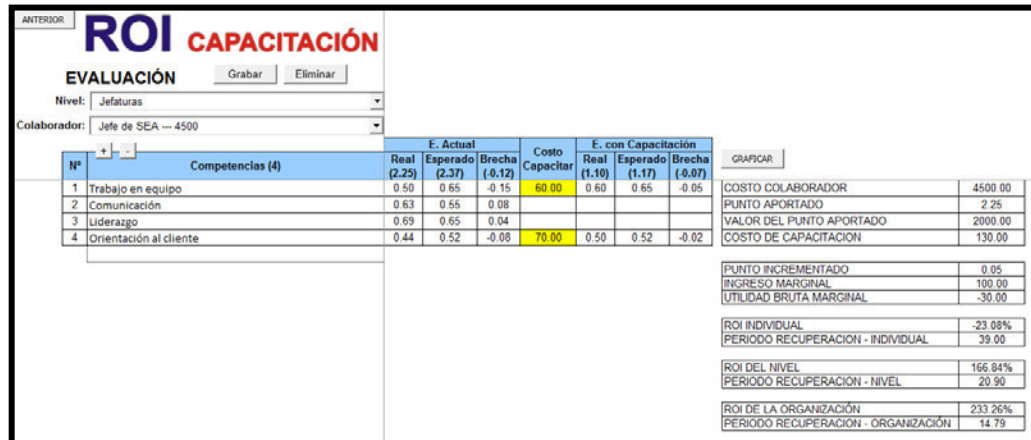 ANTERIOR
ROI CAPACITACIÓN
EVALUACIÓN Grabar Eliminar
Nivel: Jefaturas
Colaborador: Jefe de SEA --- 4500
+ -
E. Actual Costo Capacitar E. con Capacitación
Nº Competencias (4) Real (2.25) Esperado (2.37) Brecha (-0.12) Real (1.10) Esperado (1.17) Brecha (-0.07) GRAFICAR
1 Trabajo en equipo 0.50 0.65 -0.15 60.00 0.60 0.65 -0.05
2 Comunicación 0.63 0.55 0.08
3 Liderazgo 0.69 0.65 0.04
4 Orientación al cliente 0.44 0.52 -0.08 70.00 0.50 0.52 -0.02
COSTO COLABORADOR 4500.00
PUNTO APORTADO 2.25
VALOR DEL PUNTO APORTADO 2000.00
COSTO DE CAPACITACION 130.00
PUNTO INCREMENTADO 0.05
INGRESO MARGINAL 100.00
UTILIDAD BRUTA MARGINAL -30.00
ROI INDIVIDUAL -23.08%
PERIODO RECUPERACION - INDIVIDUAL 39.00
ROI DEL NIVEL 166.84%
PERIODO RECUPERACION - NIVEL 20.90
ROI DE LA ORGANIZACIÓN 233.26%
PERIODO RECUPERACION - ORGANIZACIÓN 14.79